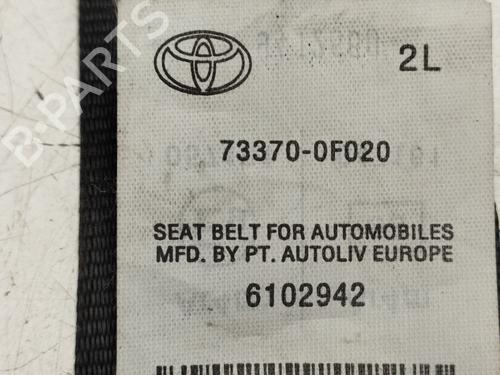 2L
73370-0F020
SEAT BELT FOR AUTOMOBILES
MFD. BY PT. AUTOLIV EUROPE
6102942
B-PARTS